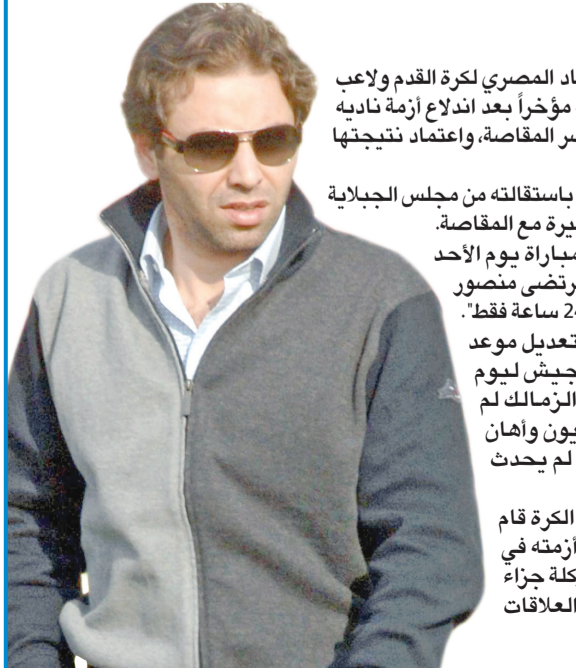 اد المصري لكرة القدم ولاعب
مؤخراً بعد اندلاع أزمة ناديه
سر المقاصة، واعتماد نتيجتها
باستقالته من مجلس الجبلاية
يرة مع المقاصة.
مباراة يوم الأحد
رتضى منصور
24 ساعة فقط".
تعديل موعد
جيش ليوم
الزمالك لم
يون وأهان
لم يحدث
الكرة قام
أزمته في
كلة جزاء
العلاقات